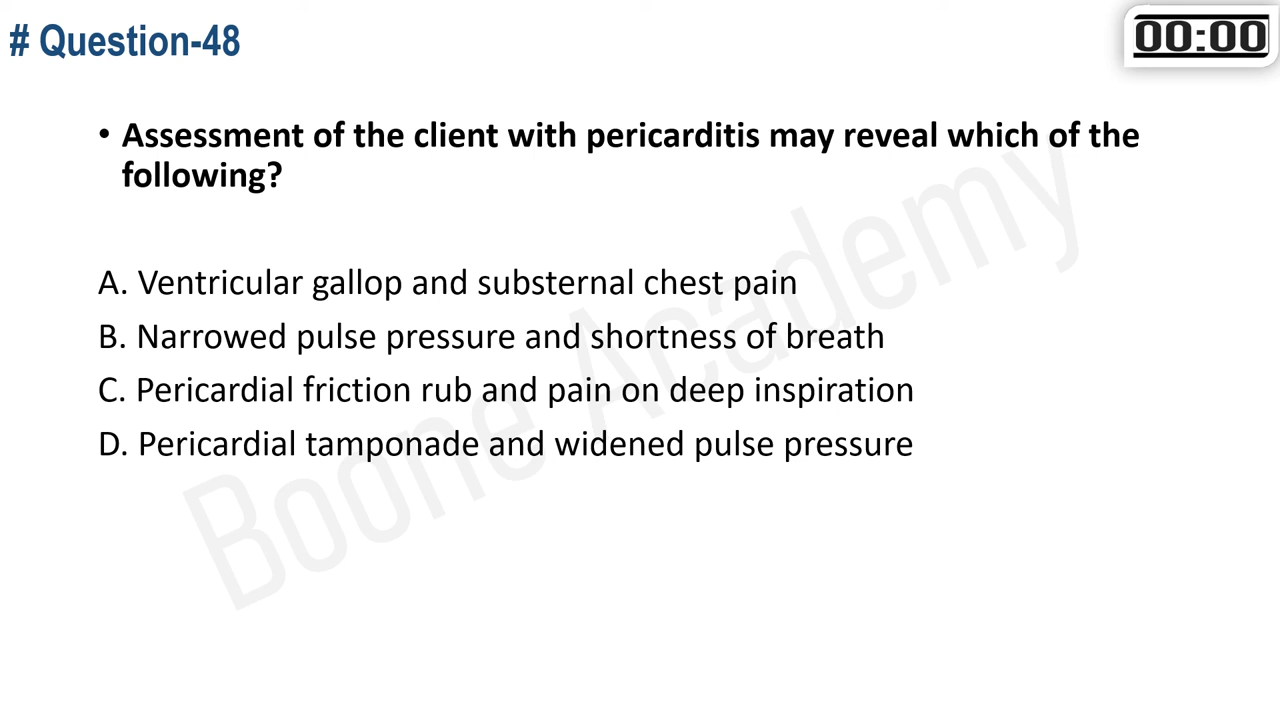 # Question-48
00:00
• Assessment of the client with pericarditis may reveal which of the
following?
A. Ventricular gallop and substernal chest pain
B. Narrowed pulse pressure and shortness of breath
C. Pericardial friction rub and pain on deep inspiration
D. Pericardial tamponade and widened pulse pressure
Boone Academy